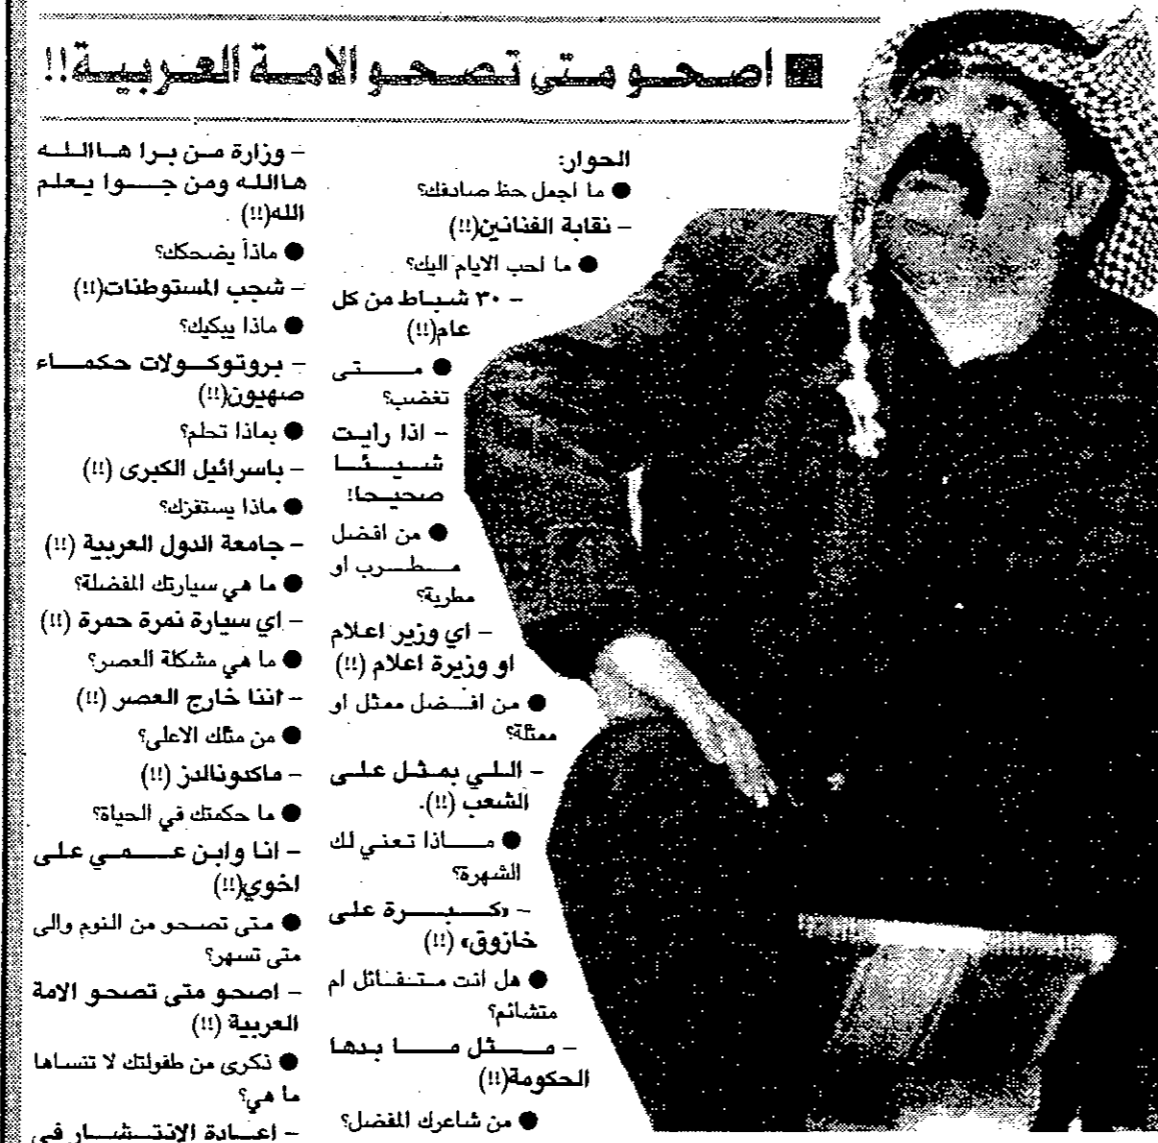 ■ اصحو متى تصحو الامة العربية!!
الحوار:
● ما اجمل حظ صادفك؟
– نقابة الفنانين(!!)
● ما احب الايام اليك؟
– ٣٠ شباط من كل
عام(!!)
● متى
تغضب؟
– اذا رايت
شيئا
صحيحا!
● من افضل
مطرب او
مطربة؟
– اي وزير اعلام
او وزيرة اعلام (!!)
● من افضل ممثل او
ممثلة؟
– اللي بمثل على
الشعب (!!).
● ماذا تعني لك
الشهرة؟
– «كبرة على
خازوق» (!!)
● هل انت متفائل ام
متشائم؟
– مثل ما بدها
الحكومة(!!)
● من شاعرك المفضل؟
– وزارة من برا هاالله
هاالله ومن جوا يعلم
الله(!!)
● ماذا يضحكك؟
– شجب المستوطنات(!!)
● ماذا يبكيك؟
– بروتوكولات حكماء
صهيون(!!)
● بماذا تحلم؟
– باسرائيل الكبرى (!!)
● ماذا يستفزك؟
– جامعة الدول العربية (!!)
● ما هي سيارتك المفضلة؟
– اي سيارة نمرة حمرة (!!)
● ما هي مشكلة العصر؟
– اننا خارج العصر (!!)
● من مثلك الاعلى؟
– ماكدونالدز (!!)
● ما حكمتك في الحياة؟
– انا وابن عمي على
اخوي(!!)
● متى تصحو من النوم والى
متى تسهر؟
– اصحو متى تصحو الامة
العربية (!!)
● ذكرى من طفولتك لا تنساها
ما هي؟
– اعادة الانتشار في